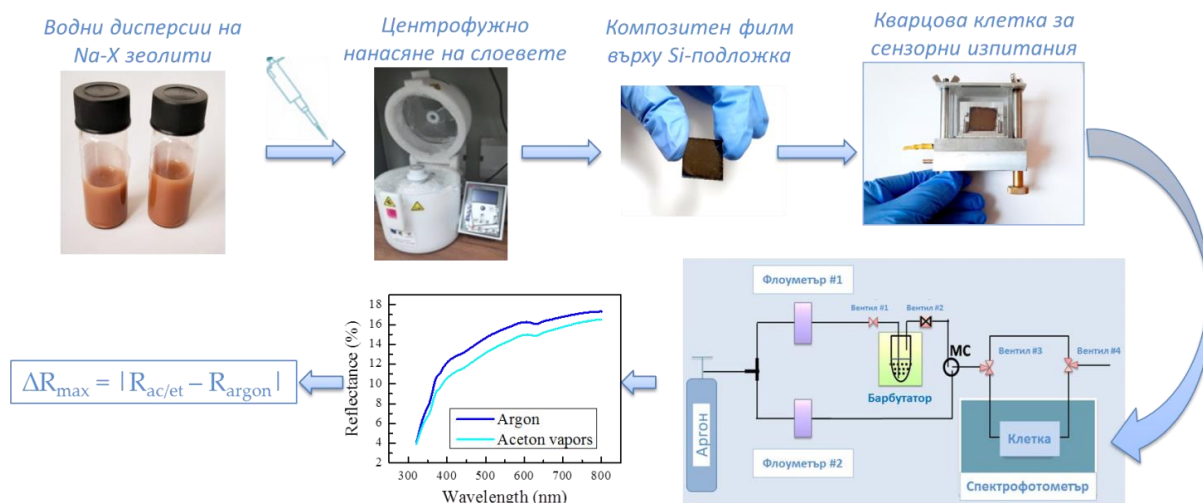 Водни дисперсии на
Na-X зеолити
Центрофужно
нанасяне на слоевете
Композитен филм
върху Si-подложка
Кварцова клетка за
сензорни изпитания
Флоуметър #1
Вентил #1
Вентил #2
Барбутатор
МС
Вентил #3
Вентил #4
Аргон
Флоуметър #2
Клетка
Спектрофотометър
Reflectance (%)
18
16
14
12
10
8
6
4
2
Argon
Aceton vapors
300 400 500 600 700 800
Wavelength (nm)
ΔRmax = |Rac/et – Rargon|